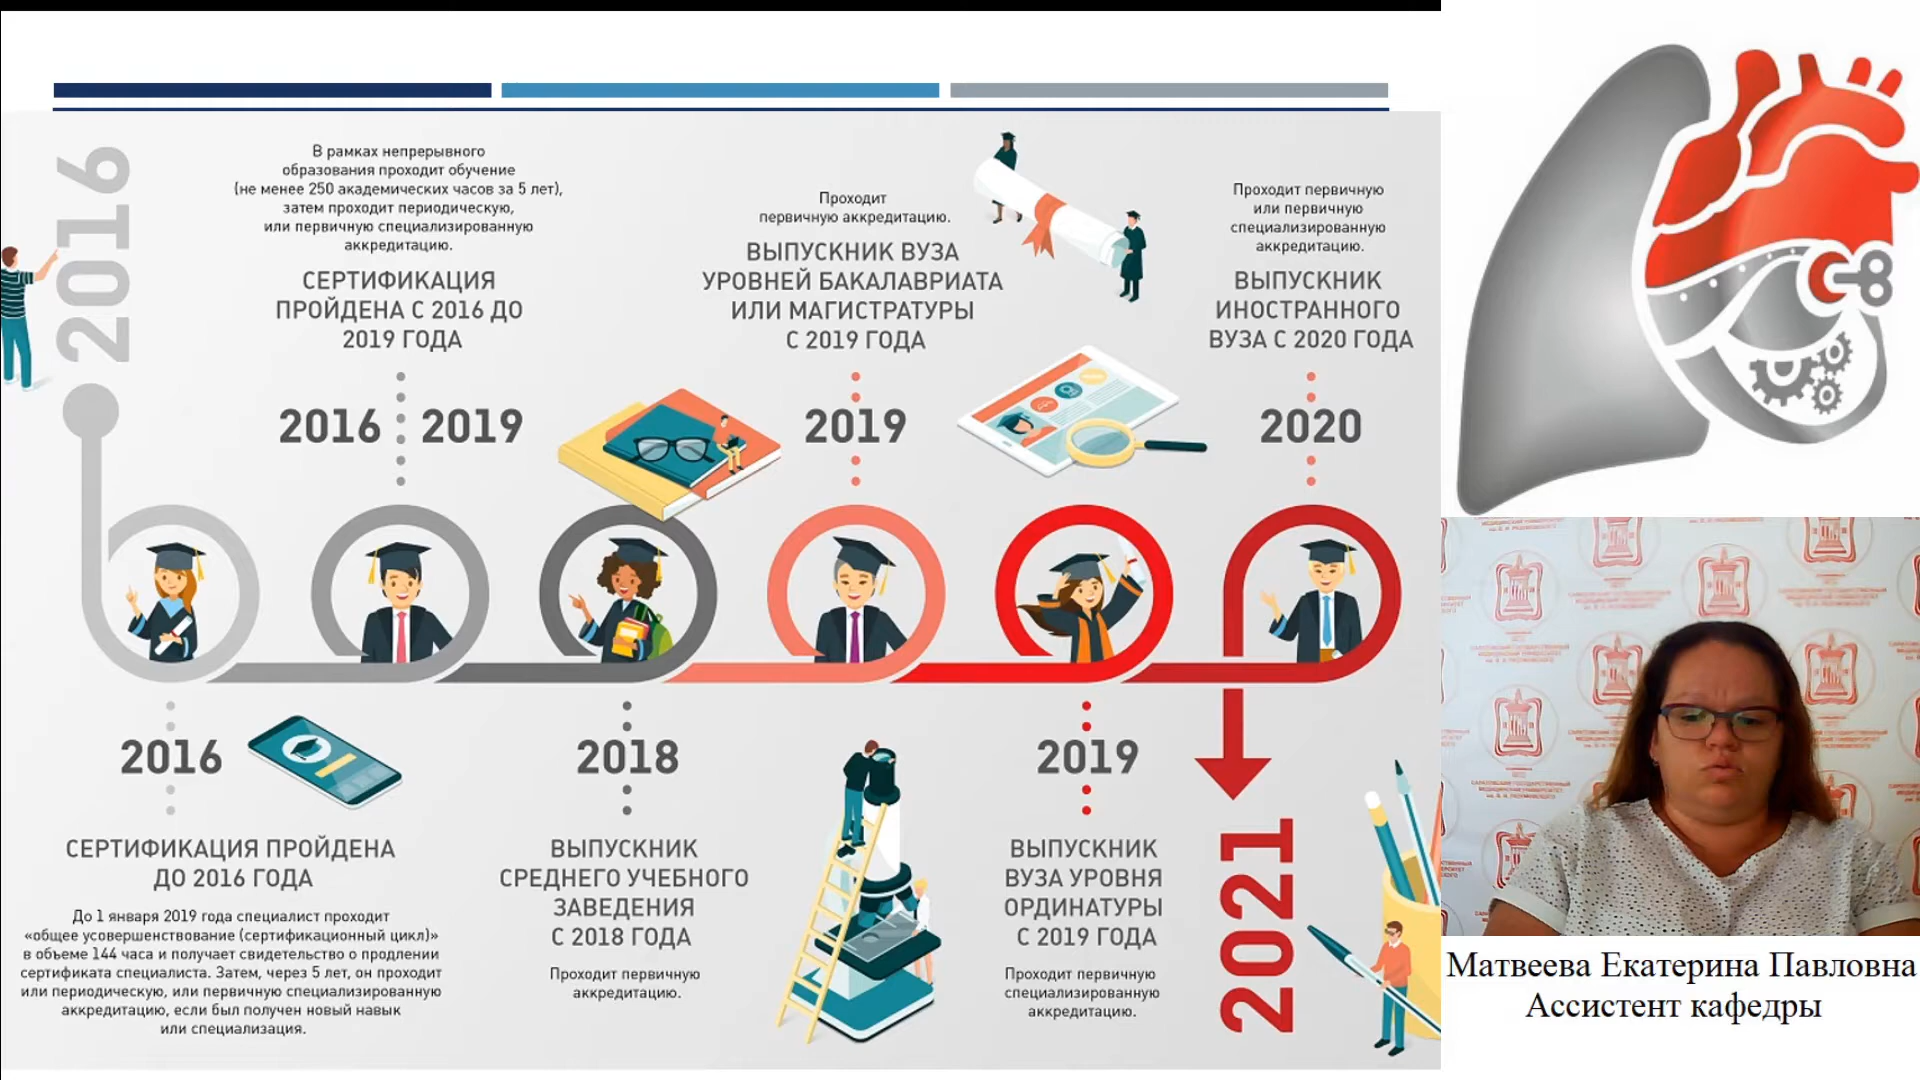 2016
В рамках непрерывного
образования проходит обучение
(не менее 250 академических часов за 5 лет),
затем проходит периодическую,
или первичную специализированную
аккредитацию.
СЕРТИФИКАЦИЯ
ПРОЙДЕНА С 2016 ДО
2019 ГОДА
2016 2019
Проходит
первичную аккредитацию.
ВЫПУСКНИК ВУЗА
УРОВНЕЙ БАКАЛАВРИАТА
ИЛИ МАГИСТРАТУРЫ
С 2019 ГОДА
2019
Проходит первичную
или первичную
специализированную
аккредитацию.
ВЫПУСКНИК
ИНОСТРАННОГО
ВУЗА С 2020 ГОДА
2020
2016
СЕРТИФИКАЦИЯ ПРОЙДЕНА
ДО 2016 ГОДА
До 1 января 2019 года специалист проходит
«общее усовершенствование (сертификационный цикл)»
в объеме 144 часа и получает свидетельство о продлении
сертификата специалиста. Затем, через 5 лет, он проходит
или периодическую, или первичную специализированную
аккредитацию, если был получен новый навык
или специализация.
2018
ВЫПУСКНИК
СРЕДНЕГО УЧЕБНОГО
ЗАВЕДЕНИЯ
С 2018 ГОДА
Проходит первичную
аккредитацию.
2019
ВЫПУСКНИК
ВУЗА УРОВНЯ
ОРДИНАТУРЫ
С 2019 ГОДА
Проходит первичную
специализированную
аккредитацию.
2021
Матвеева Екатерина Павловна
Ассистент кафедры